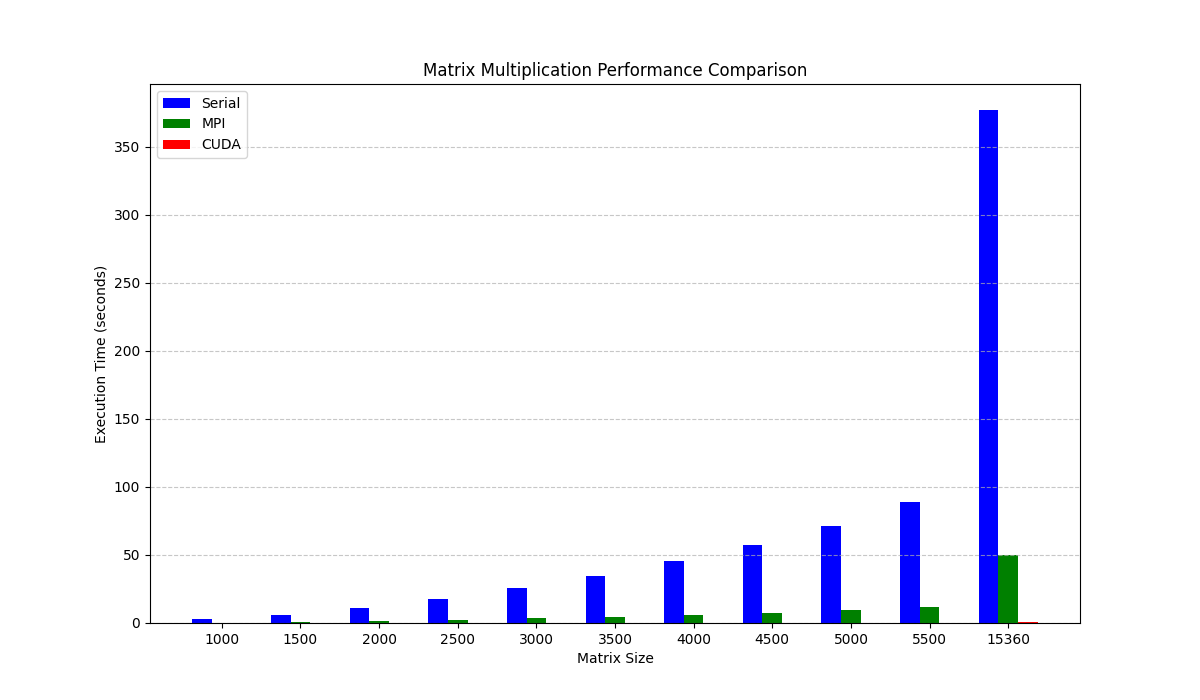 Matrix Multiplication Performance Comparison
Serial
MPI
CUDA
Execution Time (seconds)
350
300
250
200
150
100
50
0
1000 1500 2000 2500 3000 3500 4000 4500 5000 5500 15360
Matrix Size